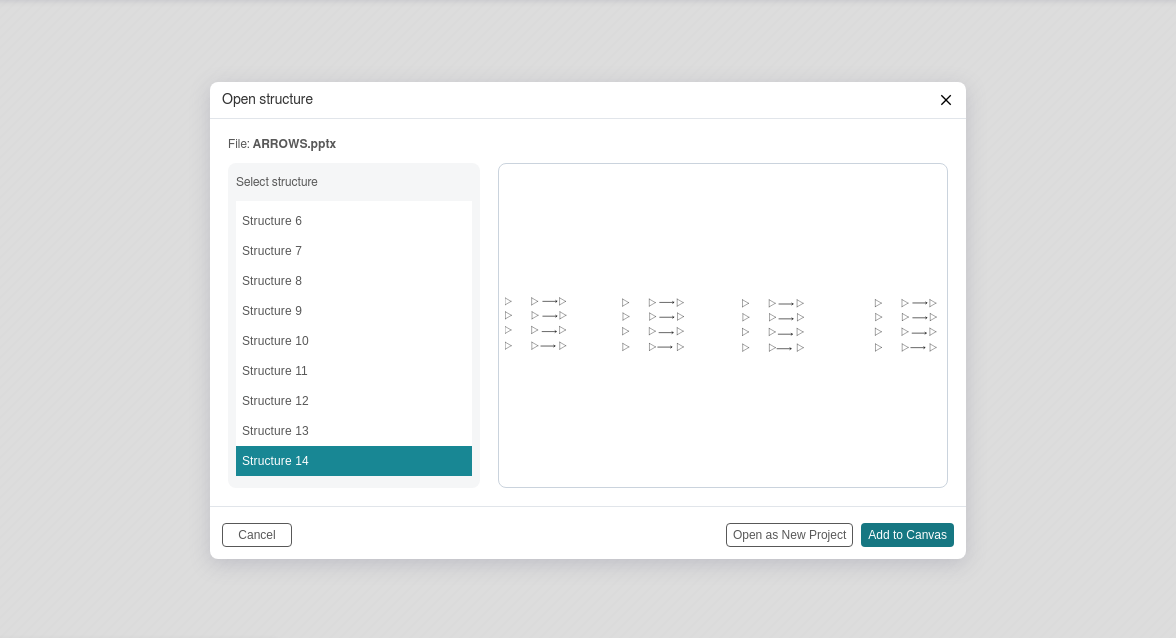 Open structure
File: ARROWS.pptx
Select structure
Structure 6
Structure 7
Structure 8
Structure 9
Structure 10
Structure 11
Structure 12
Structure 13
Structure 14
Cancel
Open as New Project
Add to Canvas